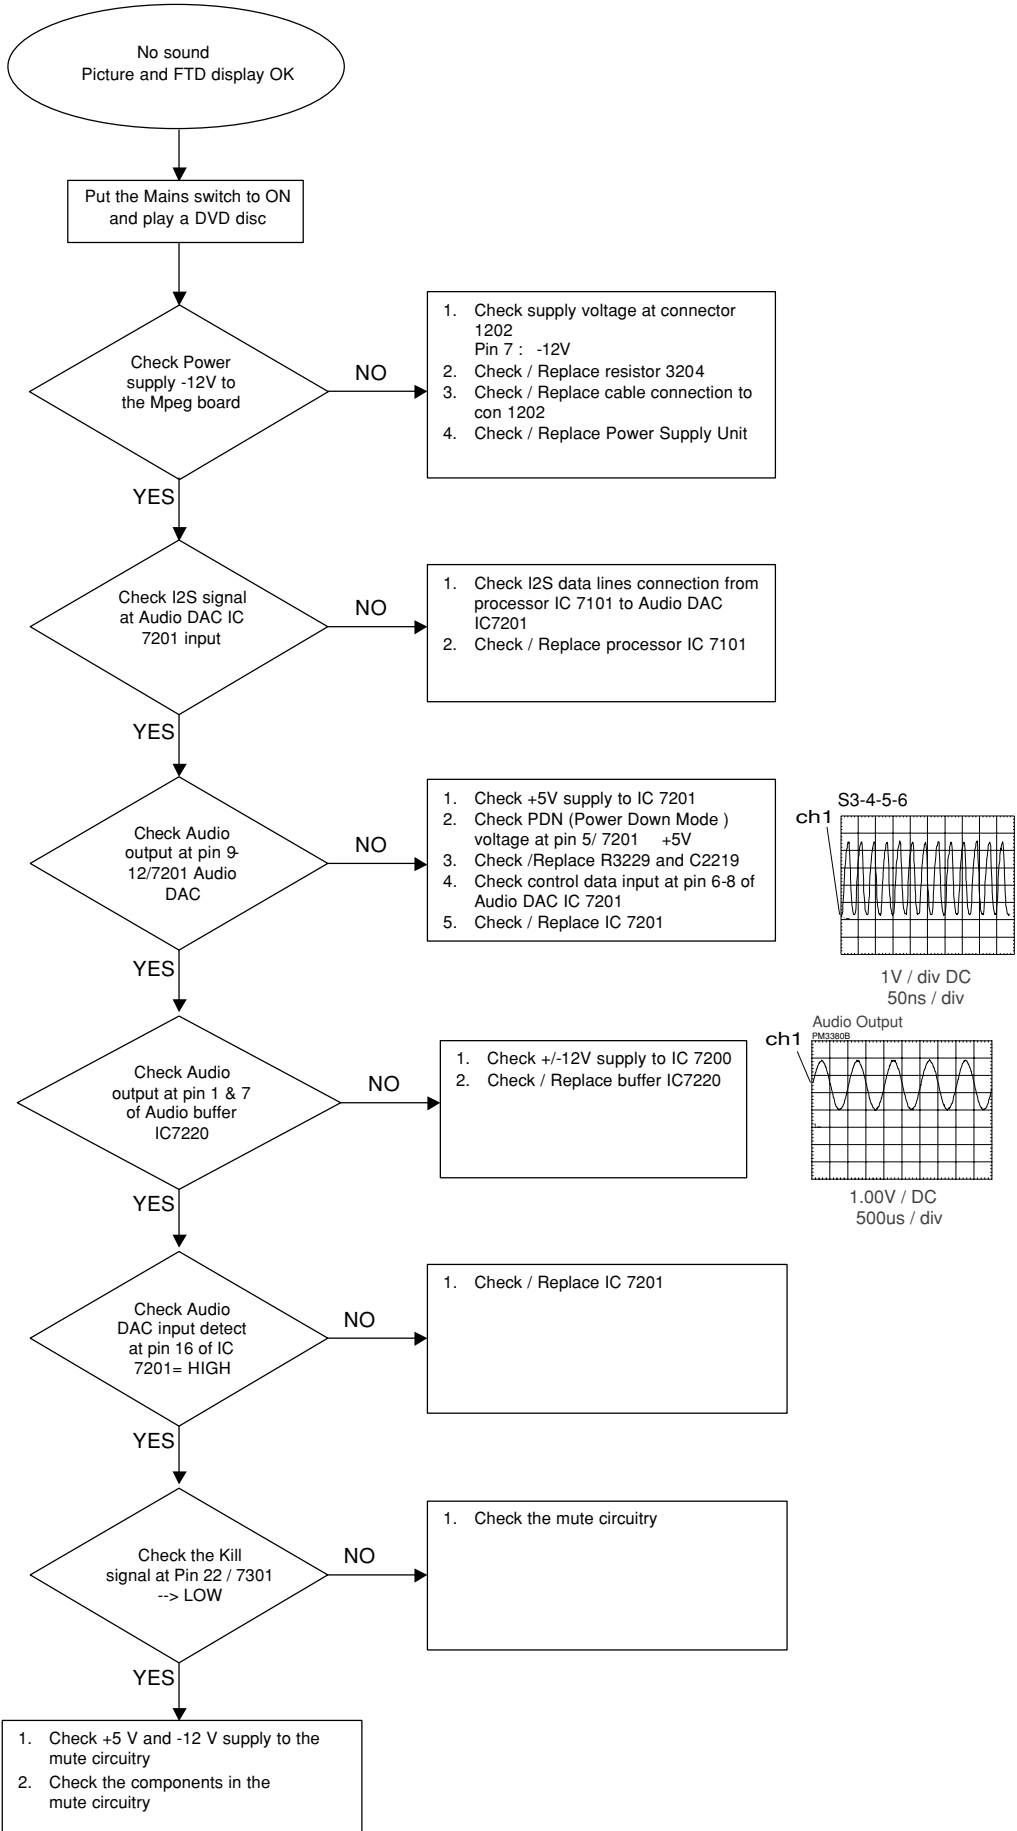 No sound
Picture and FTD display OK
Put the Mains switch to ON
and play a DVD disc
Check Power
supply -12V to
the Mpeg board
NO
1. Check supply voltage at connector
1202
Pin 7 : -12V
2. Check / Replace resistor 3204
3. Check / Replace cable connection to
con 1202
4. Check / Replace Power Supply Unit
YES
Check I2S signal
at Audio DAC IC
7201 input
NO
1. Check I2S data lines connection from
processor IC 7101 to Audio DAC
IC7201
2. Check / Replace processor IC 7101
YES
Check Audio
output at pin 9-
12/7201 Audio
DAC
NO
1. Check +5V supply to IC 7201
2. Check PDN (Power Down Mode )
voltage at pin 5/ 7201 +5V
3. Check /Replace R3229 and C2219
4. Check control data input at pin 6-8 of
Audio DAC IC 7201
5. Check / Replace IC 7201
S3-4-5-6
ch1
1V / div DC
50ns / div
YES
Check Audio
output at pin 1 & 7
of Audio buffer
IC7220
NO
1. Check +/-12V supply to IC 7200
2. Check / Replace buffer IC7220
Audio Output
PM3380B
ch1
1.00V / DC
500us / div
YES
Check Audio
DAC input detect
at pin 16 of IC
7201= HIGH
NO
1. Check / Replace IC 7201
YES
Check the Kill
signal at Pin 22 / 7301
--> LOW
NO
1. Check the mute circuitry
YES
1. Check +5 V and -12 V supply to the
mute circuitry
2. Check the components in the
mute circuitry